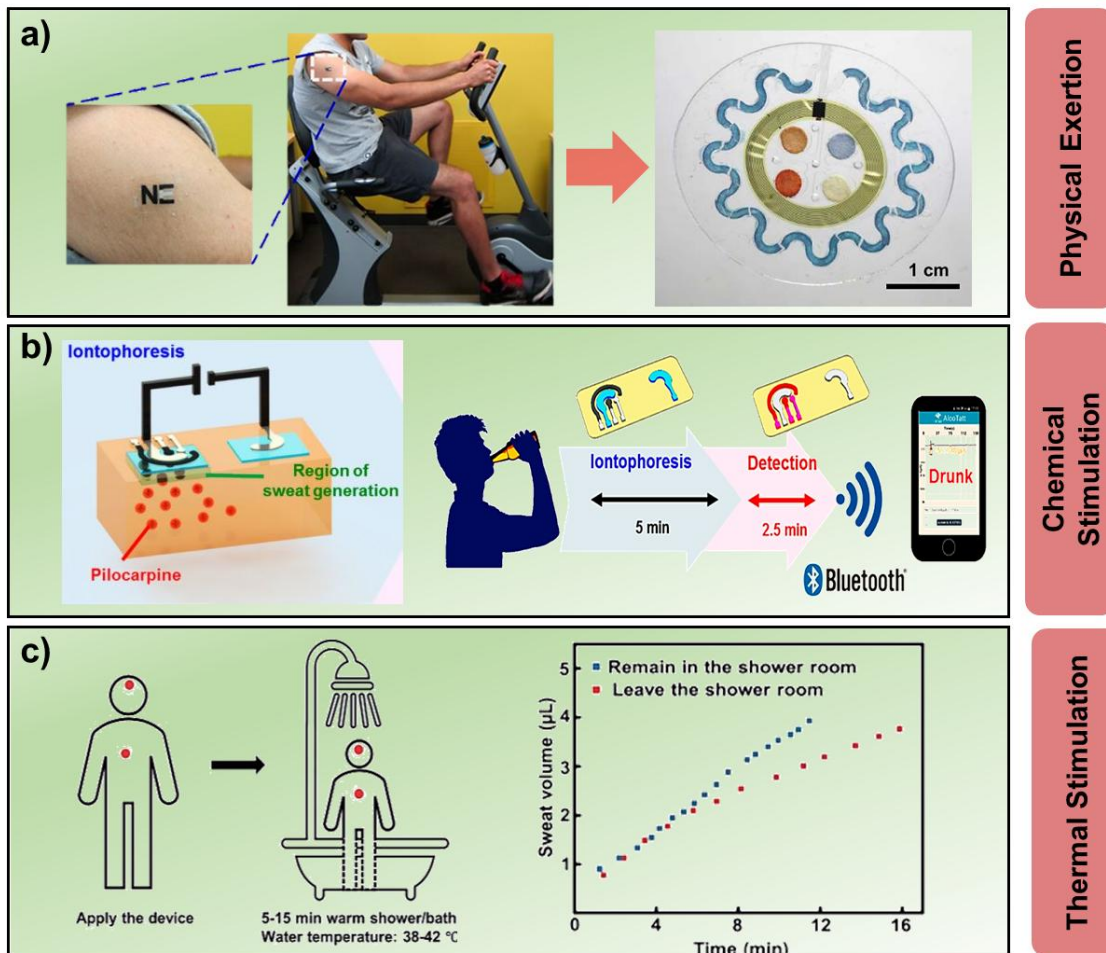 a)
NE
1 cm
Physical Exertion
b)
Iontophoresis
Region of
sweat generation
Pilocarpine
Iontophoresis
5 min
Detection
2.5 min
Bluetooth
AlcoTatt
Drunk
Chemical
Stimulation
c)
Apply the device
5-15 min warm shower/bath
Water temperature: 38-42 ℃
Remain in the shower room
Leave the shower room
Sweat volume (μL)
5
4
3
2
1
0
4
8
12
16
Time (min)
Thermal Stimulation